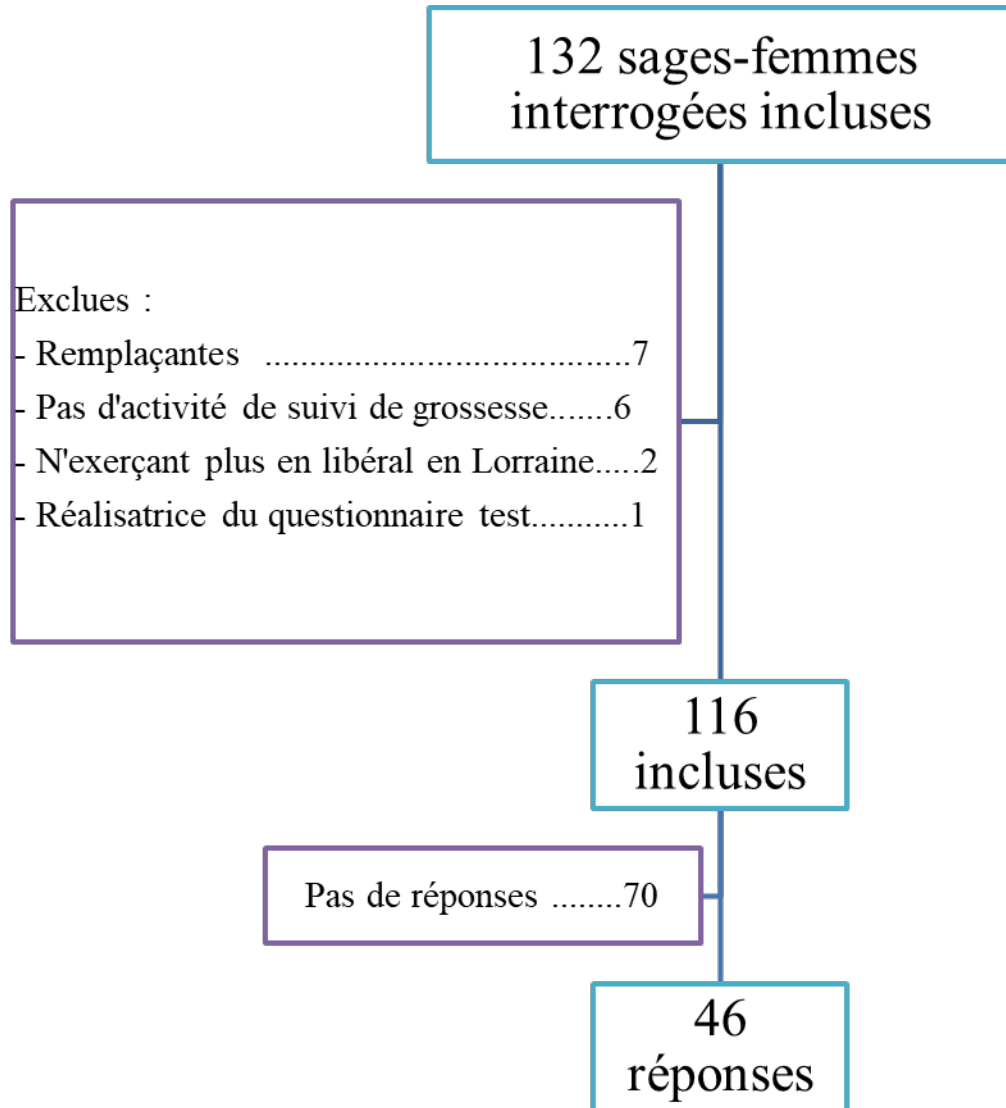 132 sages-femmes
interrogées incluses
Exclues :
- Remplaçantes .........................................7
- Pas d'activité de suivi de grossesse.......6
- N'exerçant plus en libéral en Lorraine.....2
- Réalisatrice du questionnaire test...........1
116
incluses
Pas de réponses ........70
46
réponses